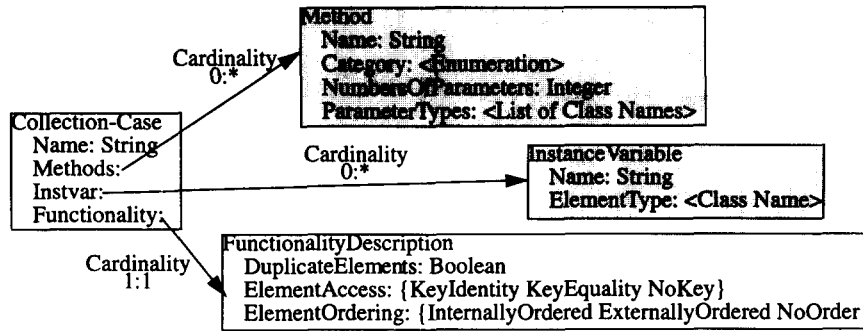 Method
Name: String
Category: <Enumeration>
NumbersOfParameters: Integer
ParameterTypes: <List of Class Names>
Cardinality
0:*
Collection-Case
Name: String
Methods:
Instvar:
Functionality:
Cardinality
0:*
InstanceVariable
Name: String
ElementType: <Class Name>
Cardinality
1:1
FunctionalityDescription
DuplicateElements: Boolean
ElementAccess: {KeyIdentity KeyEquality NoKey}
ElementOrdering: {InternallyOrdered ExternallyOrdered NoOrder